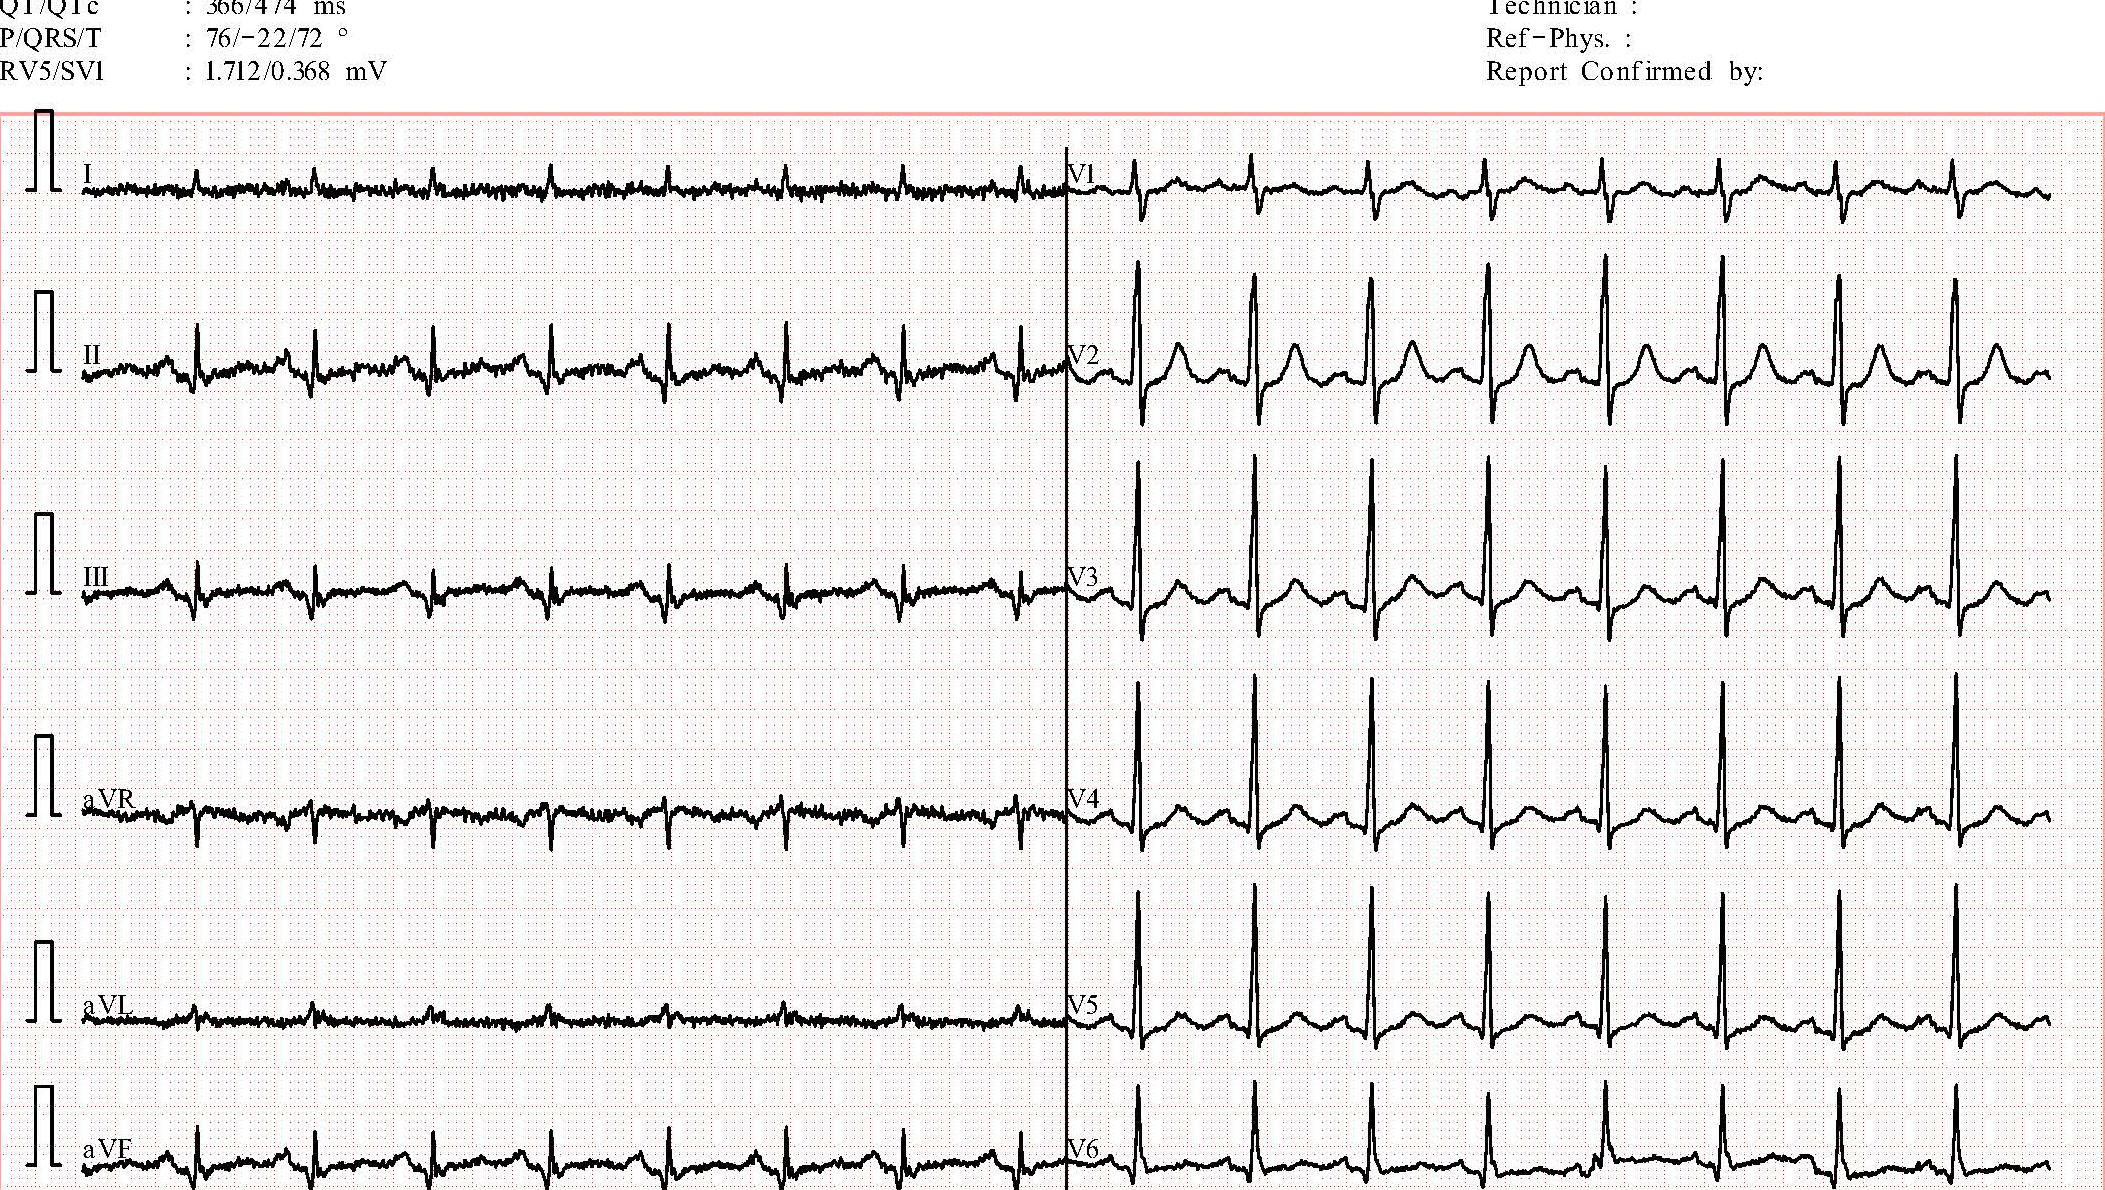 QT/QTc : 366/474 ms
P/QRS/T : 76/-22/72 °
RV5/SV1 : 1.712/0.368 mV
Technician :
Ref-Phys. :
Report Confirmed by:
I
II
III
aVR
aVL
aVF
V1
V2
V3
V4
V5
V6